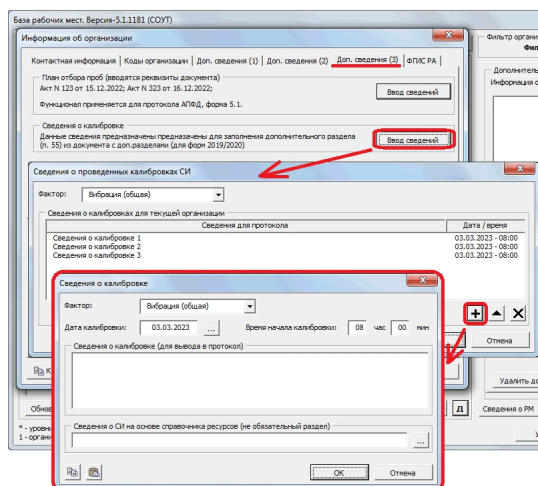 База рабочих мест. Версия-5.1.1181 (СОУТ)
Информация об организации
Фильтр органи
Фил
Контактная информация | Коды организации | Доп. сведения (1) | Доп. сведения (2) | Доп. сведения (3) | ФГИС РА
Дополнитель
Информация о
План отбора проб (вводятся реквизиты документа)
Акт N 123 от 15.12.2022; Акт N 323 от 16.12.2022;
Ввод сведений
Функционал применяется для протокола АПФД, форма 5.1.
Сведения о калибровке
Данные сведения предназначены предназначены для заполнения дополнительного раздела
(п. 55) из документа с доп.разделами (для форм 2019/2020)
Ввод сведений
Сведения о проведенных калибровках СИ
Фактор: Вибрация (общая)
Сведения о калибровках для текущей организации
Сведения для протокола Дата / время
Сведения о калибровке 1 03.03.2023 - 08:00
Сведения о калибровке 2 03.03.2023 - 08:00
Сведения о калибровке 3 03.03.2023 - 08:00
Сведения о калибровке
Фактор: Вибрация (общая)
Дата калибровки: 03.03.2023 ... Время начала калибровки: 08 час 00 мин
Отмена
Сведения о калибровке (для вывода в протокол)
К
Удалить до
Обнов
Д
Сведения о РМ
* - уровни
1 - органи
У
Сведения о СИ на основе справочника ресурсов (не обязательный раздел)
...
ОК Отмена